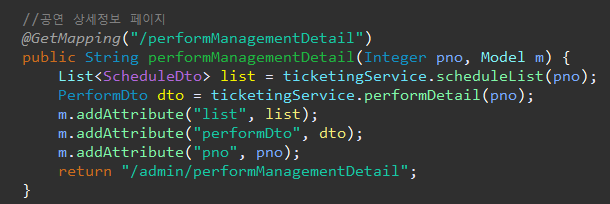 //공연 상세정보 페이지
@GetMapping("/performManagementDetail")
public String performManagementDetail(Integer pno, Model m) {
List<ScheduleDto> list = ticketingService.scheduleList(pno);
PerformDto dto = ticketingService.performDetail(pno);
m.addAttribute("list", list);
m.addAttribute("performDto", dto);
m.addAttribute("pno", pno);
return "/admin/performManagementDetail";
}